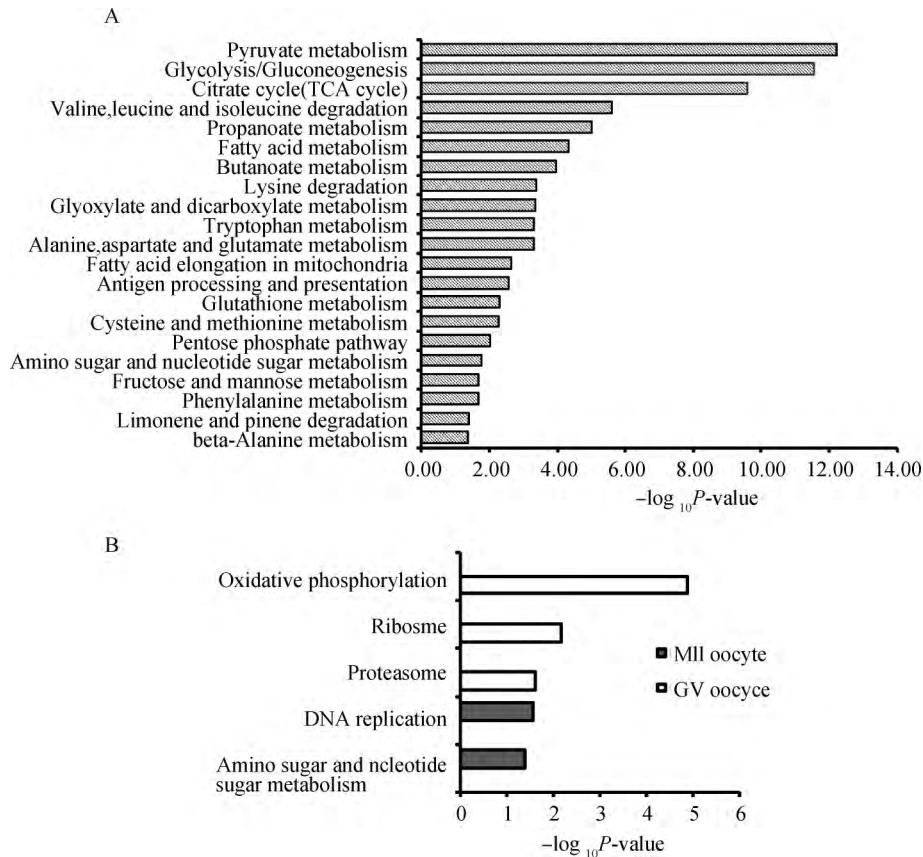 A
Pyruvate metabolism
Glycolysis/Gluconeogenesis
Citrate cycle(TCA cycle)
Valine,leucine and isoleucine degradation
Propanoate metabolism
Fatty acid metabolism
Butanoate metabolism
Lysine degradation
Glyoxylate and dicarboxylate metabolism
Tryptophan metabolism
Alanine,aspartate and glutamate metabolism
Fatty acid elongation in mitochondria
Antigen processing and presentation
Glutathione metabolism
Cysteine and methionine metabolism
Pentose phosphate pathway
Amino sugar and nucleotide sugar metabolism
Fructose and mannose metabolism
Phenylalanine metabolism
Limonene and pinene degradation
beta-Alanine metabolism
0.00 2.00 4.00 6.00 8.00 10.00 12.00 14.00
–log 10P-value
B
Oxidative phosphorylation
Ribosme
Proteasome
DNA replication
Amino sugar and ncleotide
sugar metabolism
MII oocyte
GV oocyce
0 1 2 3 4 5 6
–log 10P-value